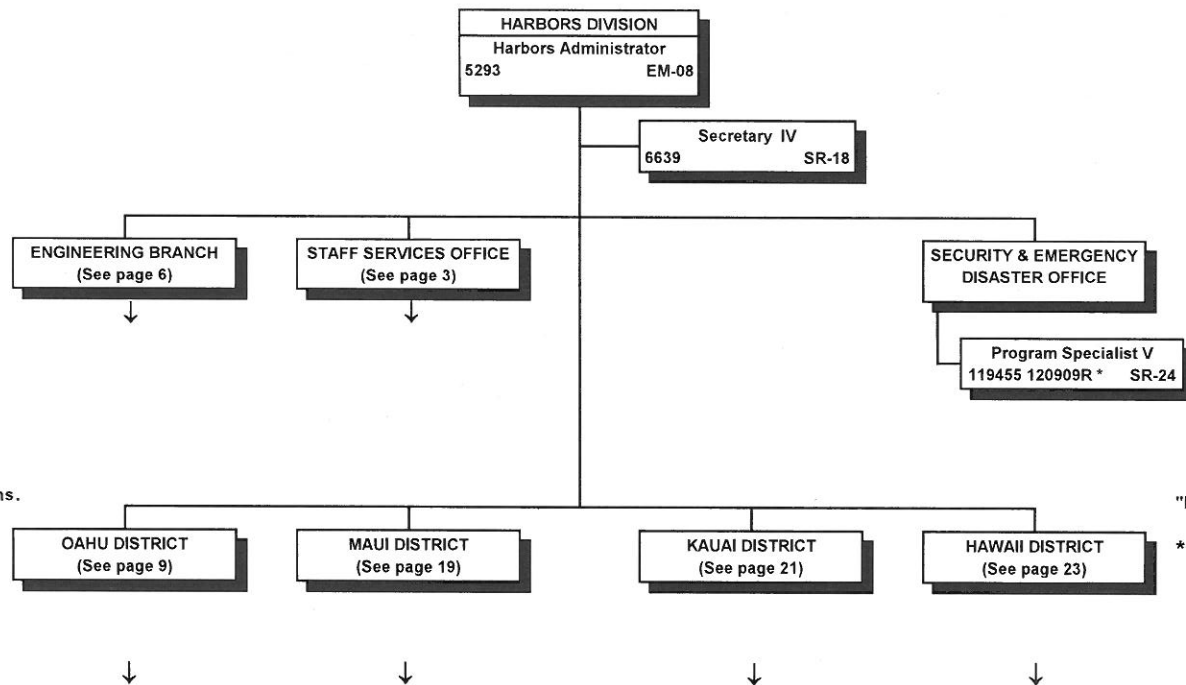 HARBORS DIVISION
Harbors Administrator
5293 EM-08
Secretary IV
6639 SR-18
ENGINEERING BRANCH
(See page 6)
STAFF SERVICES OFFICE
(See page 3)
SECURITY & EMERGENCY
DISASTER OFFICE
Program Specialist V
119455 120909R * SR-24
OAHU DISTRICT
(See page 9)
MAUI DISTRICT
(See page 19)
KAUAI DISTRICT
(See page 21)
HAWAII DISTRICT
(See page 23)
*